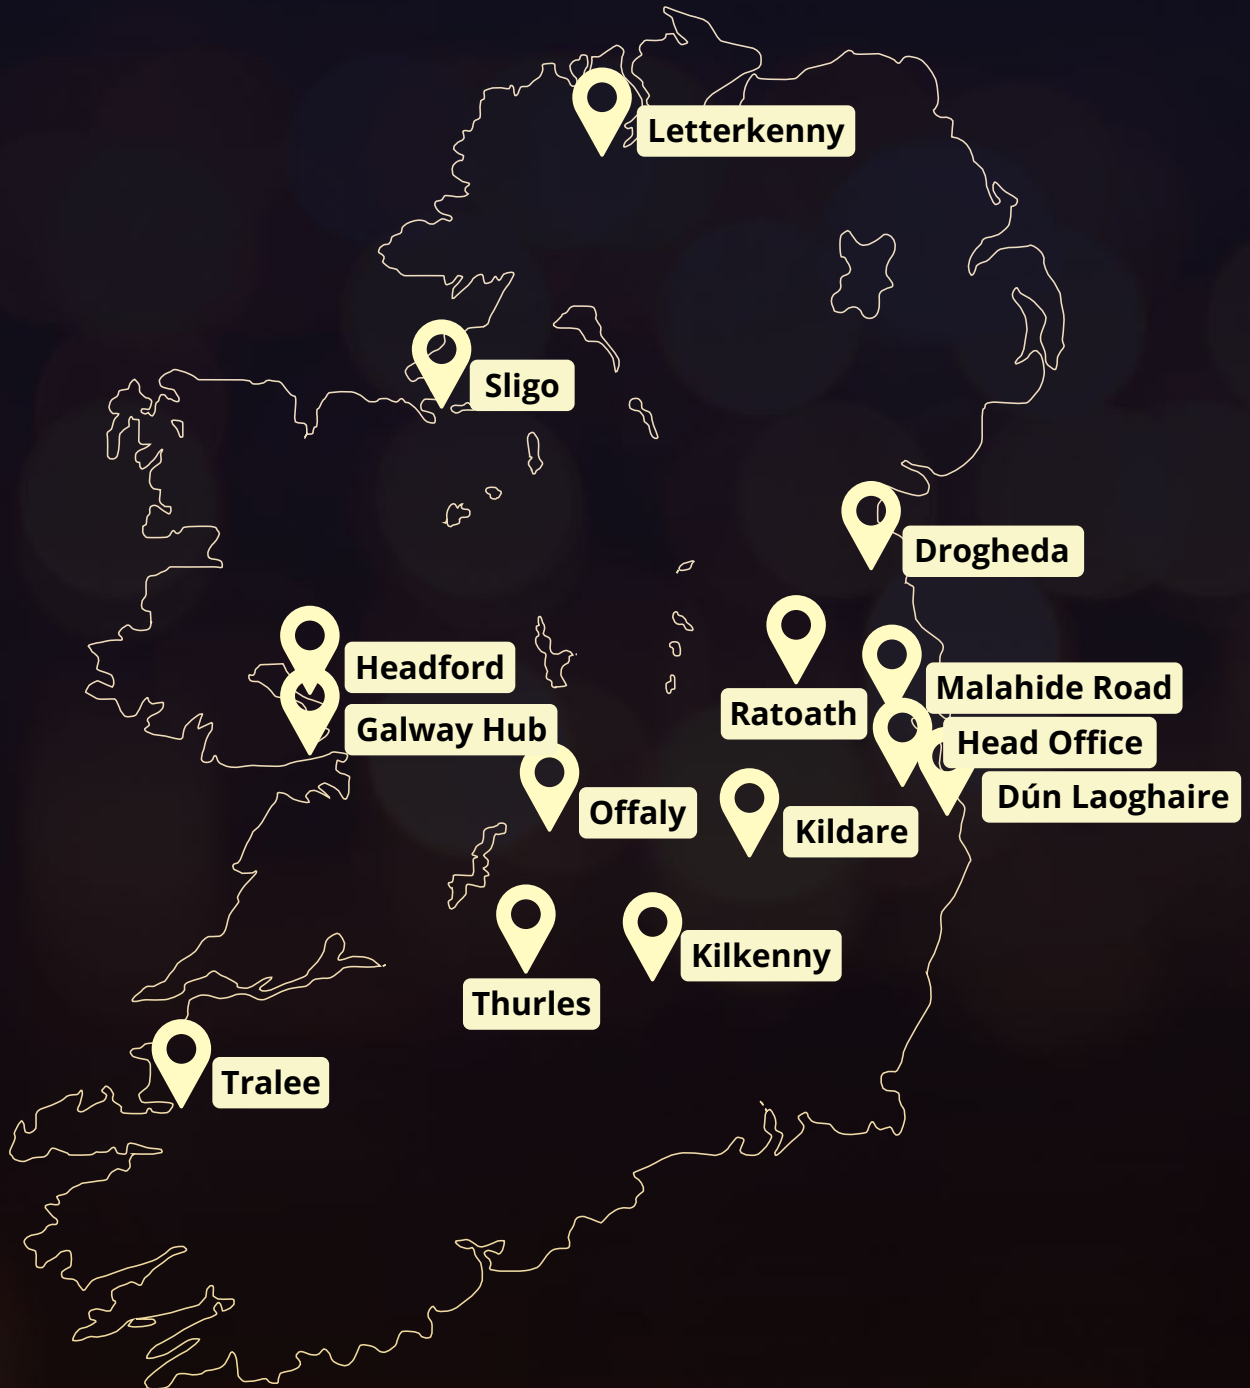 Letterkenny
Sligo
Drogheda
Headford
Malahide Road
Ratoath
Galway Hub
Head Office
Dún Laoghaire
Offaly
Kildare
Kilkenny
Thurles
Tralee